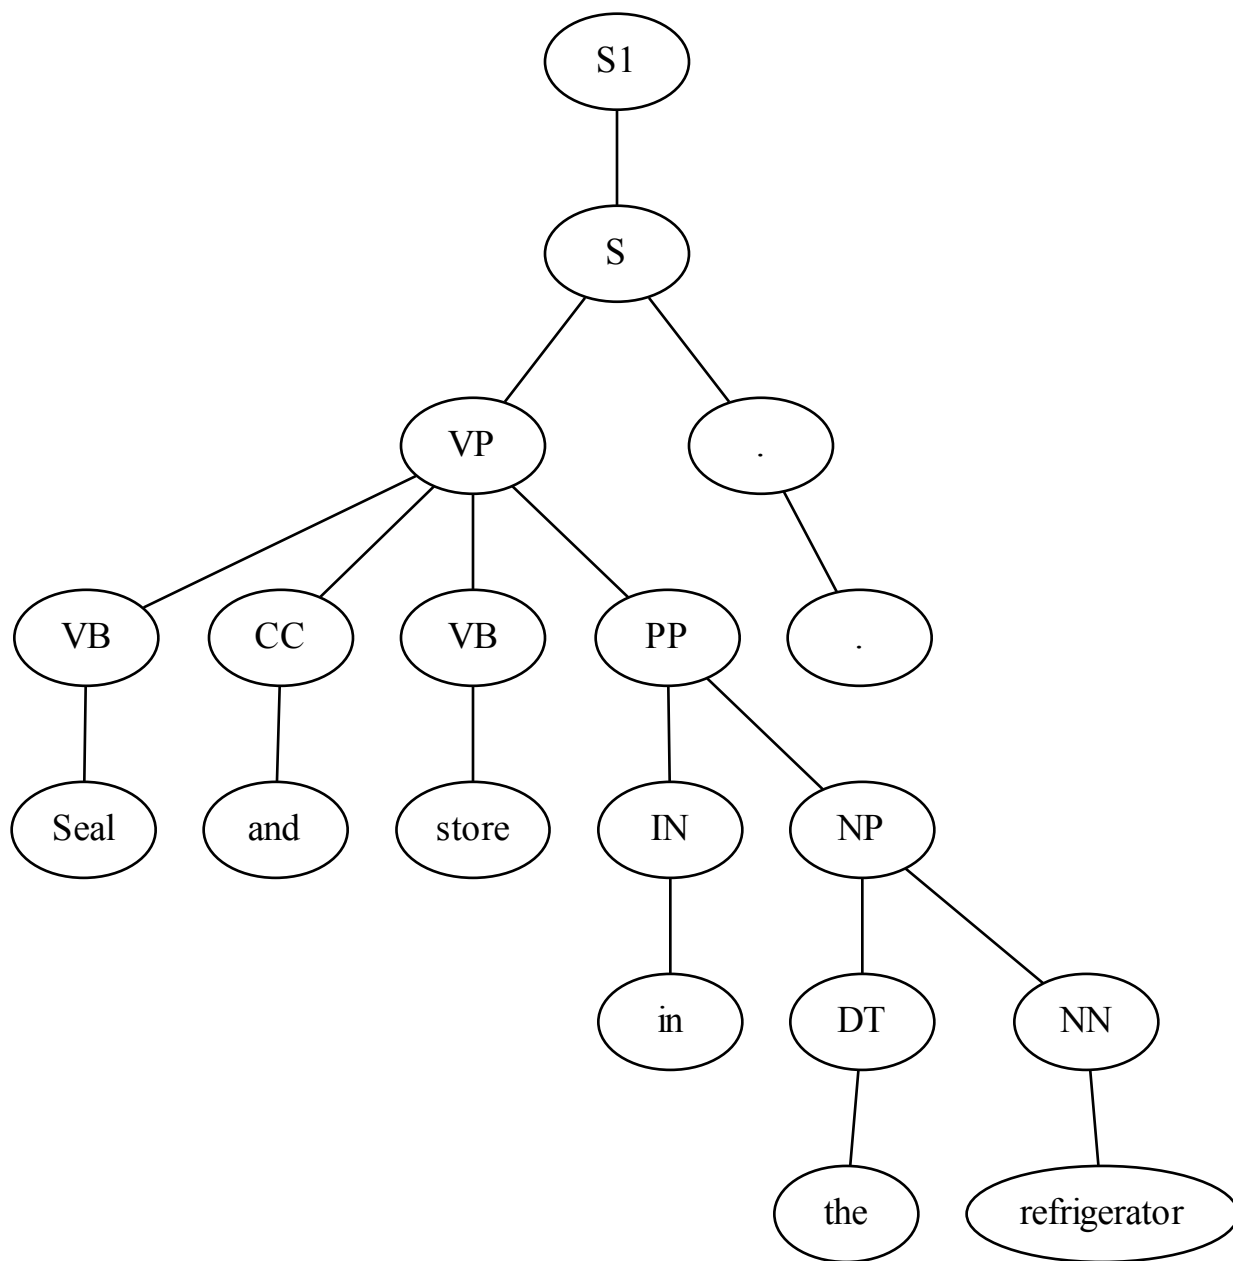 S1
S
VP .
VB CC VB PP .
Seal and store IN NP
in DT NN
the refrigerator